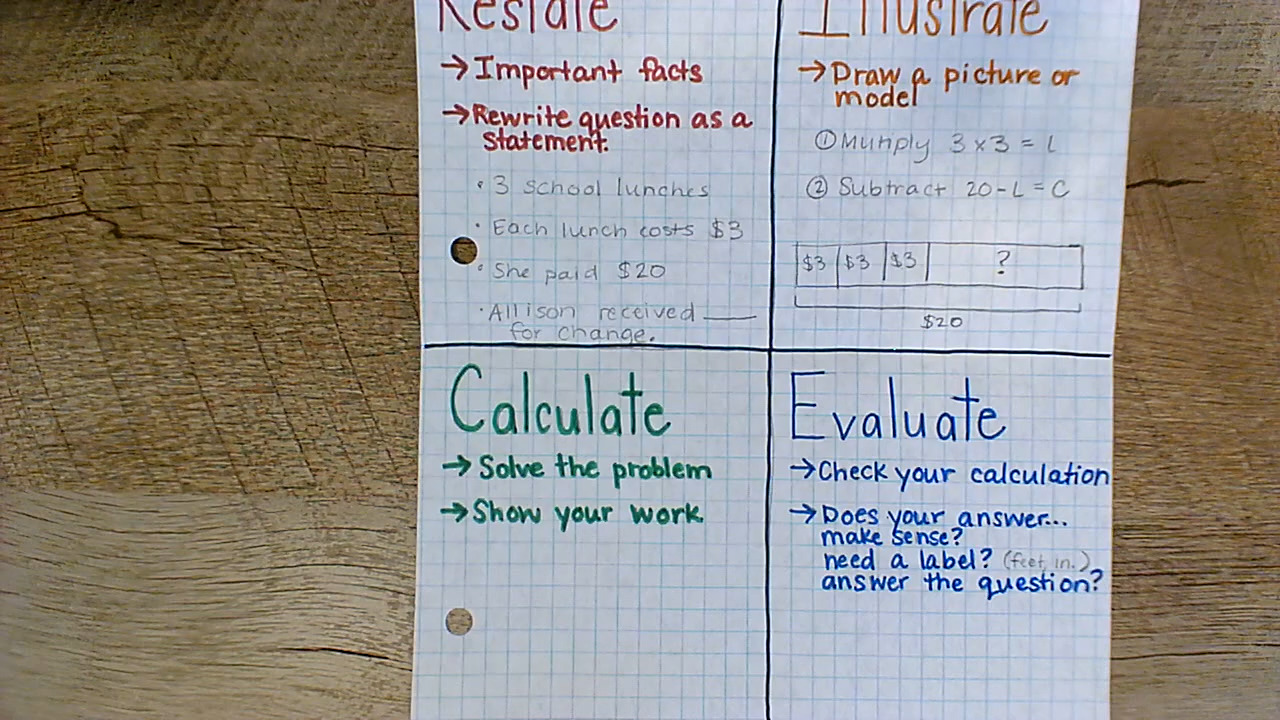 Restate
→ Important facts
→ Rewrite question as a
statement.
• 3 school lunches
• Each lunch costs $3
• She paid $20
• Allison received ____
for change.
Illustrate
→ Draw a picture or
model
① Multiply 3 x 3 = L
② Subtract 20 - L = C
$3 $3 $3 ?
$20
Calculate
→ Solve the problem
→ Show your work
Evaluate
→ Check your calculation
→ Does your answer...
make sense?
need a label? (feet, in.)
answer the question?